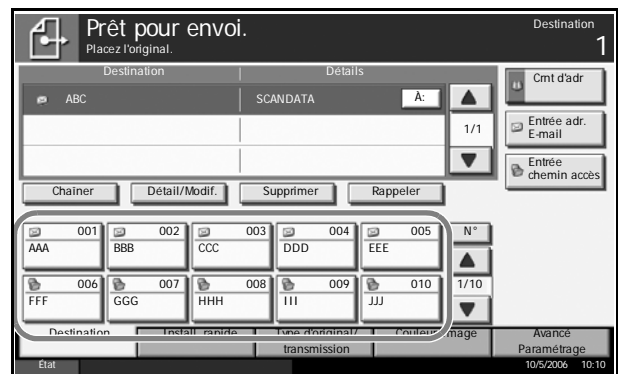 Prêt pour envoi.
Placez l'original.
Destination
1
Destination Détails
ABC SCANDATA À:
1/1
Cmt d'adr
Entrée adr.
E-mail
Entrée
chemin accès
Chaîner Détail/Modif. Supprimer Rappeler
001 002 003 004 005 N°
AAA BBB CCC DDD EEE
006 007 008 009 010 1/10
FFF GGG HHH III JJJ
Destination Install. rapide Type d'original/ Couleur image Avancé
transmission Paramétrage
État 10/5/2006 10:10